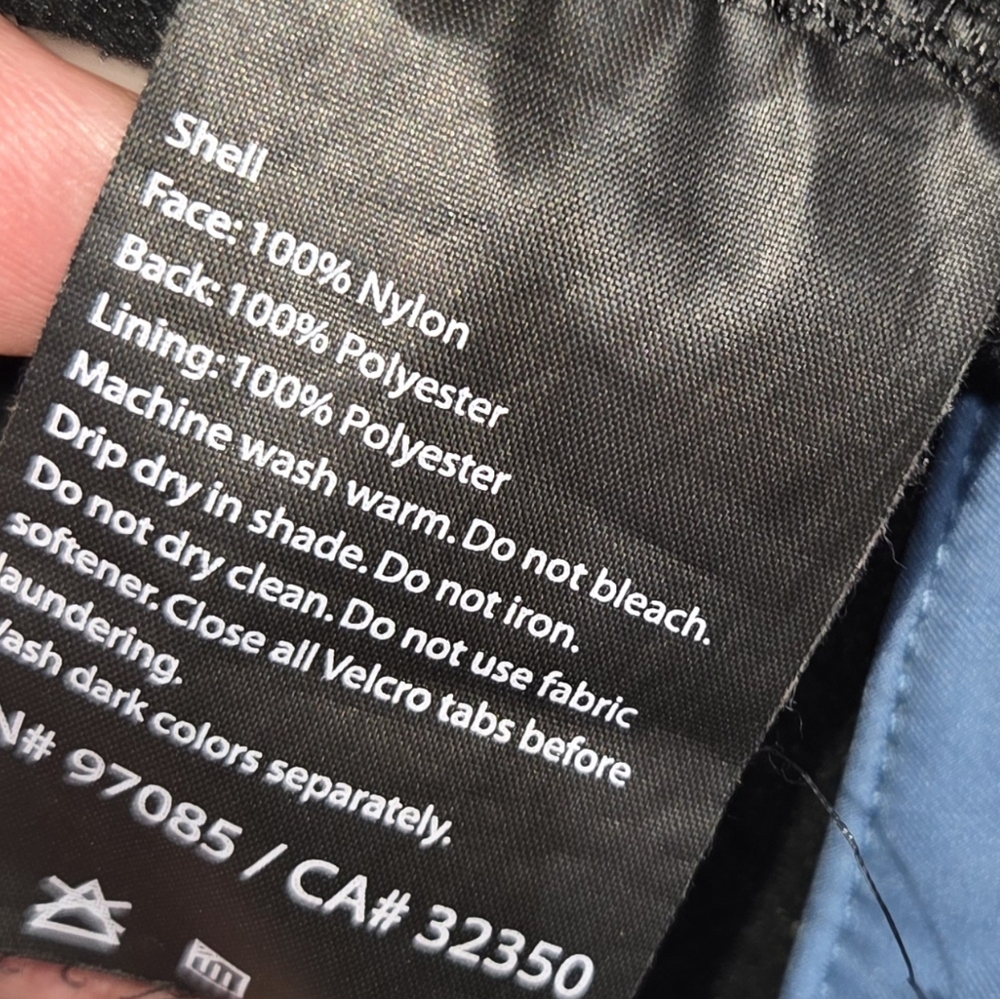 Shell
Face: 100% Nylon
Back: 100% Polyester
Lining: 100% Polyester
Machine wash warm. Do not bleach.
Drip dry in shade. Do not iron.
Do not dry clean. Do not use fabric
softener. Close all Velcro tabs before
laundering.
Wash dark colors separately.
N# 97085 / CA# 32350